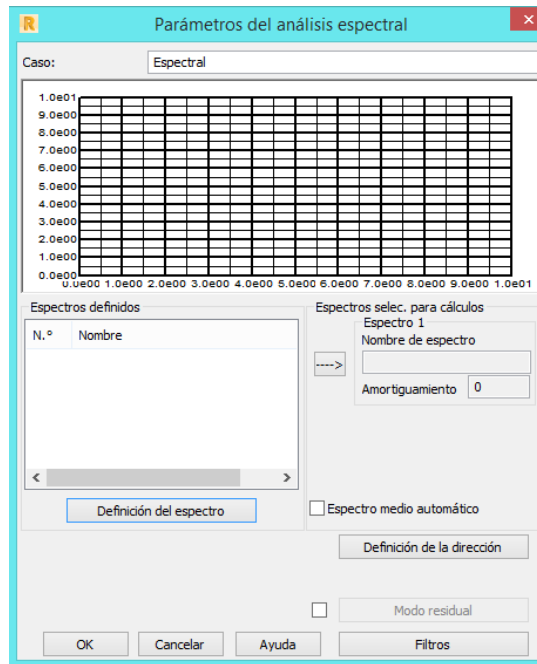 Parámetros del análisis espectral
Caso: Espectral
1.0e01
9.0e00
8.0e00
7.0e00
6.0e00
5.0e00
4.0e00
3.0e00
2.0e00
1.0e00
0.0e00
0.0e00 1.0e00 2.0e00 3.0e00 4.0e00 5.0e00 6.0e00 7.0e00 8.0e00 9.0e00 1.0e01
Espectros definidos
N.º Nombre
Definición del espectro
Espectros selec. para cálculos
Espectro 1
Nombre de espectro
---->
Amortiguamiento 0
Espectro medio automático
Definición de la dirección
Modo residual
OK Cancelar Ayuda Filtros